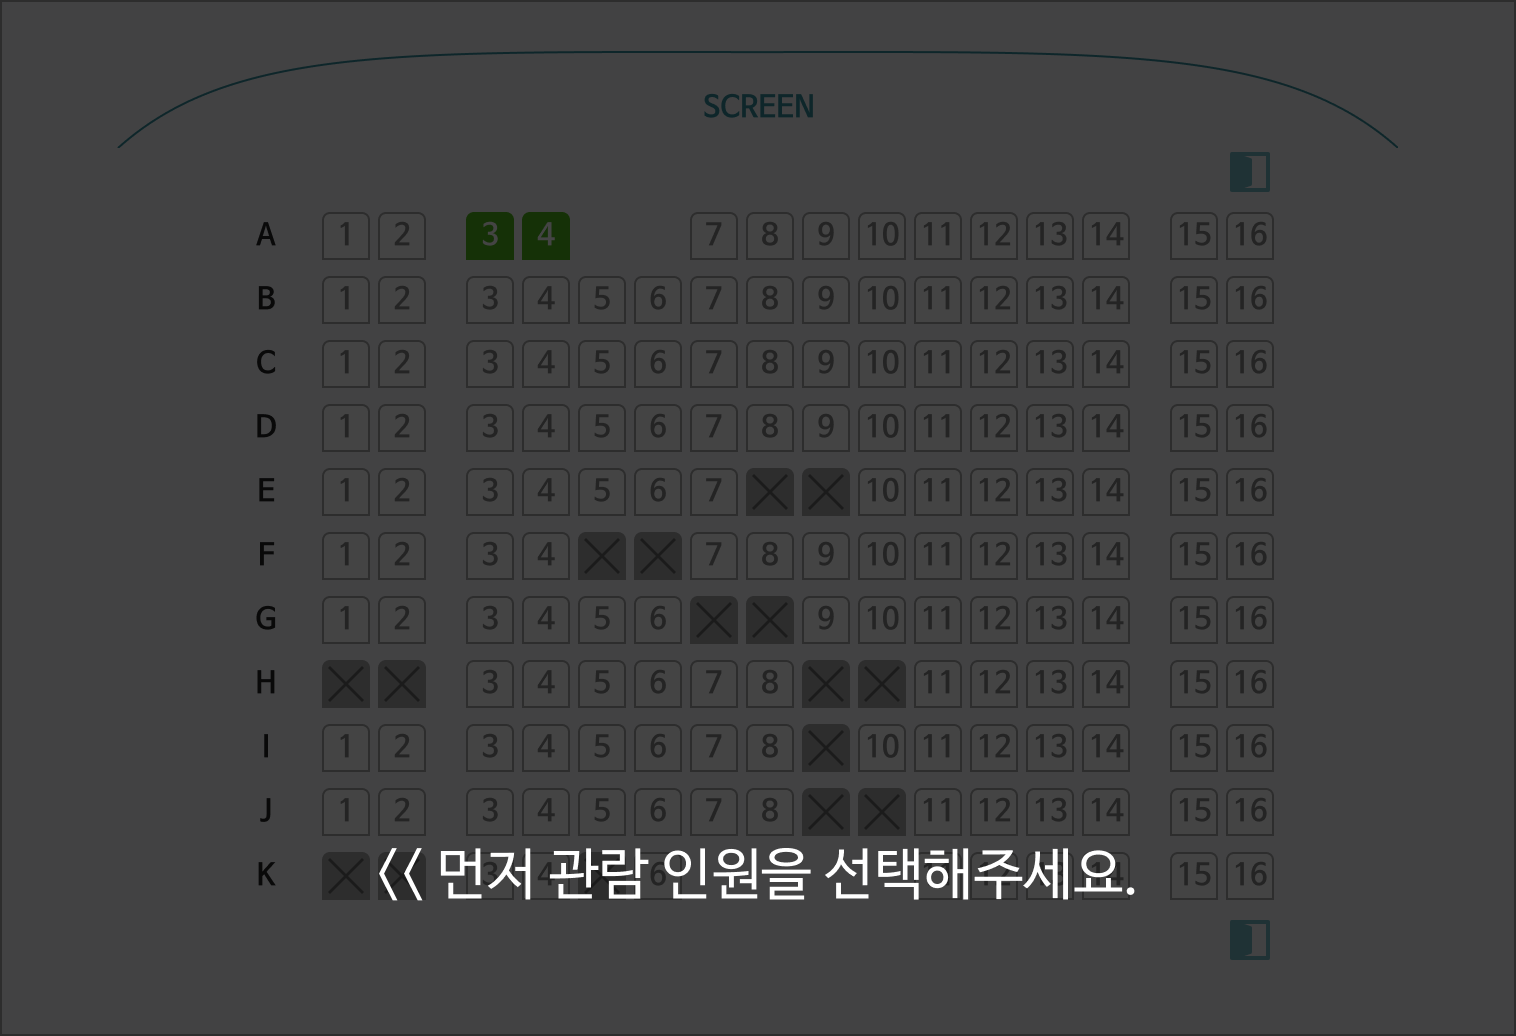 SCREEN
A 1 2 3 4 7 8 9 10 11 12 13 14 15 16
B 1 2 3 4 5 6 7 8 9 10 11 12 13 14 15 16
C 1 2 3 4 5 6 7 8 9 10 11 12 13 14 15 16
D 1 2 3 4 5 6 7 8 9 10 11 12 13 14 15 16
E 1 2 3 4 5 6 7 10 11 12 13 14 15 16
F 1 2 3 4 7 8 9 10 11 12 13 14 15 16
G 1 2 3 4 5 6 9 10 11 12 13 14 15 16
H 3 4 5 6 7 8 11 12 13 14 15 16
I 1 2 3 4 5 6 7 8 10 11 12 13 14 15 16
J 1 2 3 4 5 6 7 8 11 12 13 14 15 16
K 3 4 6 11 12 13 14 15 16
<< 먼저 관람 인원을 선택해주세요.